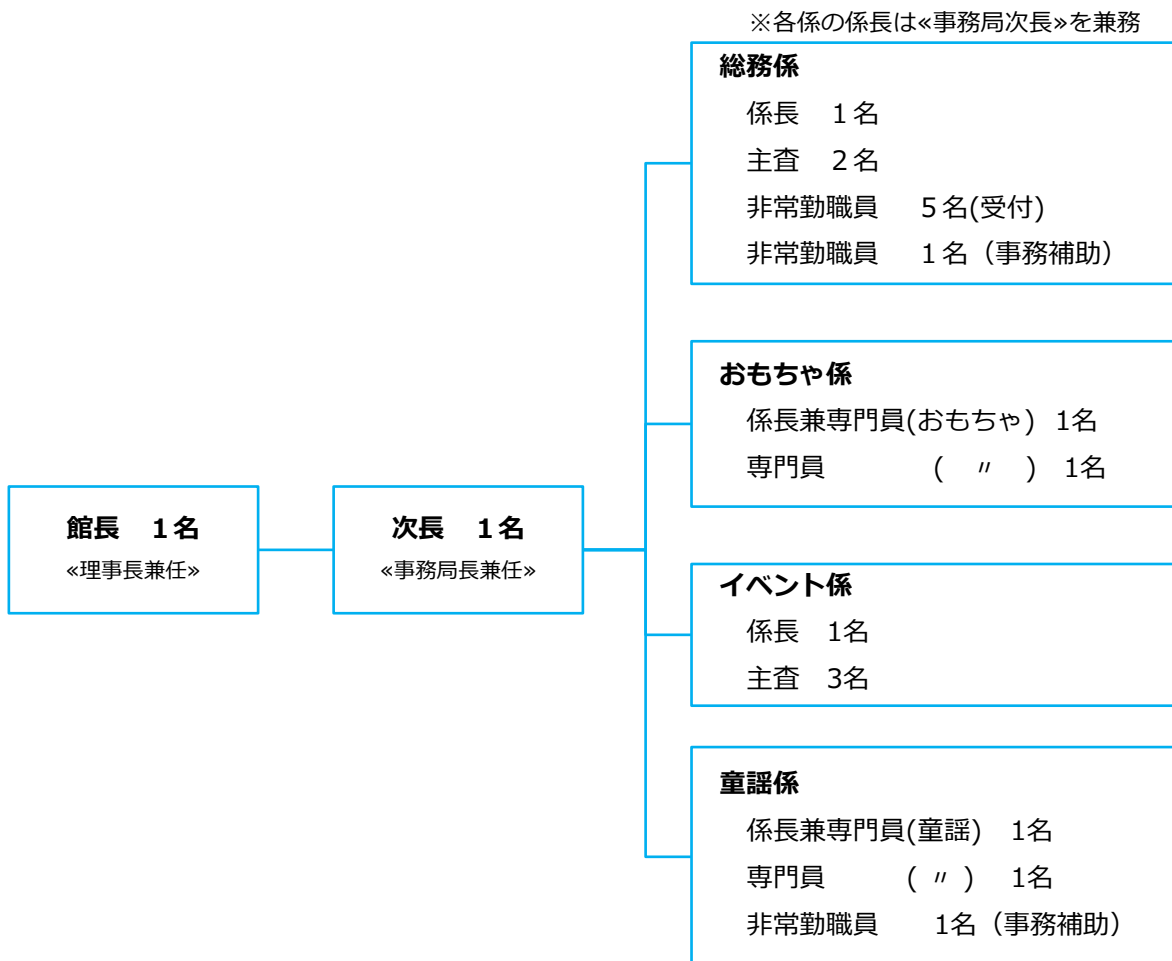 ※各係の係長は«事務局次長»を兼務
総務係
係長　１名
主査　２名
非常勤職員　５名(受付)
非常勤職員　１名（事務補助）
おもちゃ係
係長兼専門員(おもちゃ) 1名
専門員　(　〃　) 1名
館長　１名
«理事長兼任»
次長　１名
«事務局長兼任»
イベント係
係長　1名
主査　3名
童謡係
係長兼専門員(童謡)　1名
専門員　( 〃 )　1名
非常勤職員　1名（事務補助）